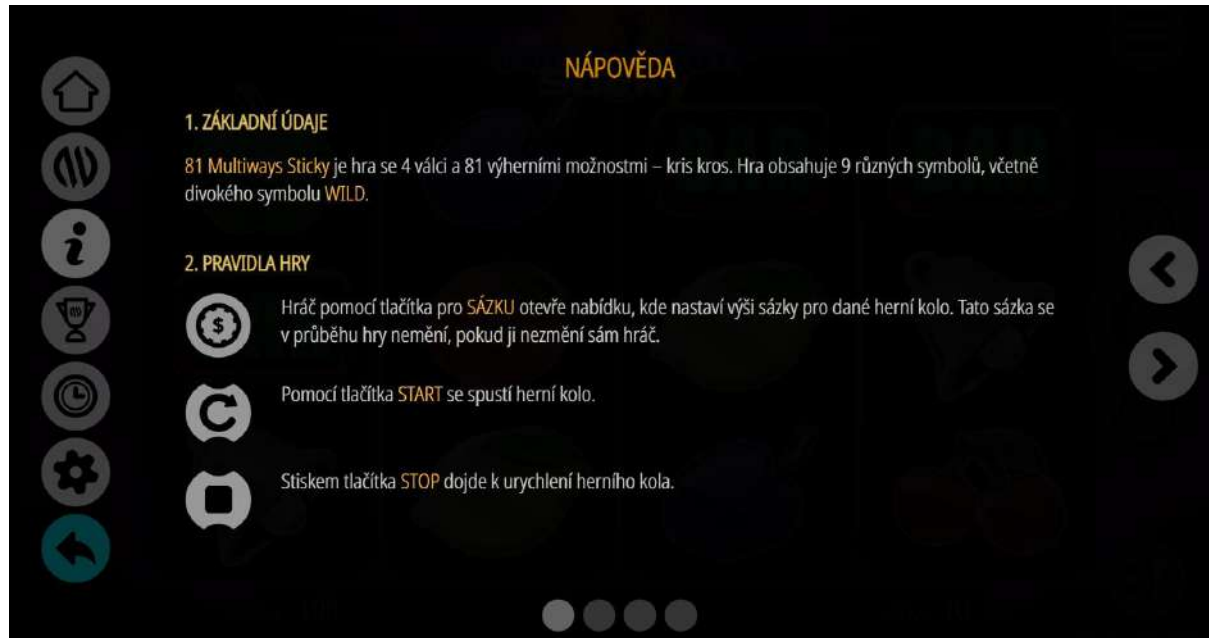 NÁPOVĚDA
1. ZÁKLADNÍ ÚDAJE
81 Multiways Sticky je hra se 4 válci a 81 výherními možnostmi – kris kros. Hra obsahuje 9 různých symbolů, včetně
divokého symbolu WILD.
2. PRAVIDLA HRY
Hráč pomocí tlačítka pro SÁZKU otevře nabídku, kde nastaví výši sázky pro dané herní kolo. Tato sázka se
v průběhu hry nemění, pokud ji nezmění sám hráč.
Pomocí tlačítka START se spustí herní kolo.
Stiskem tlačítka STOP dojde k urychlení herního kola.